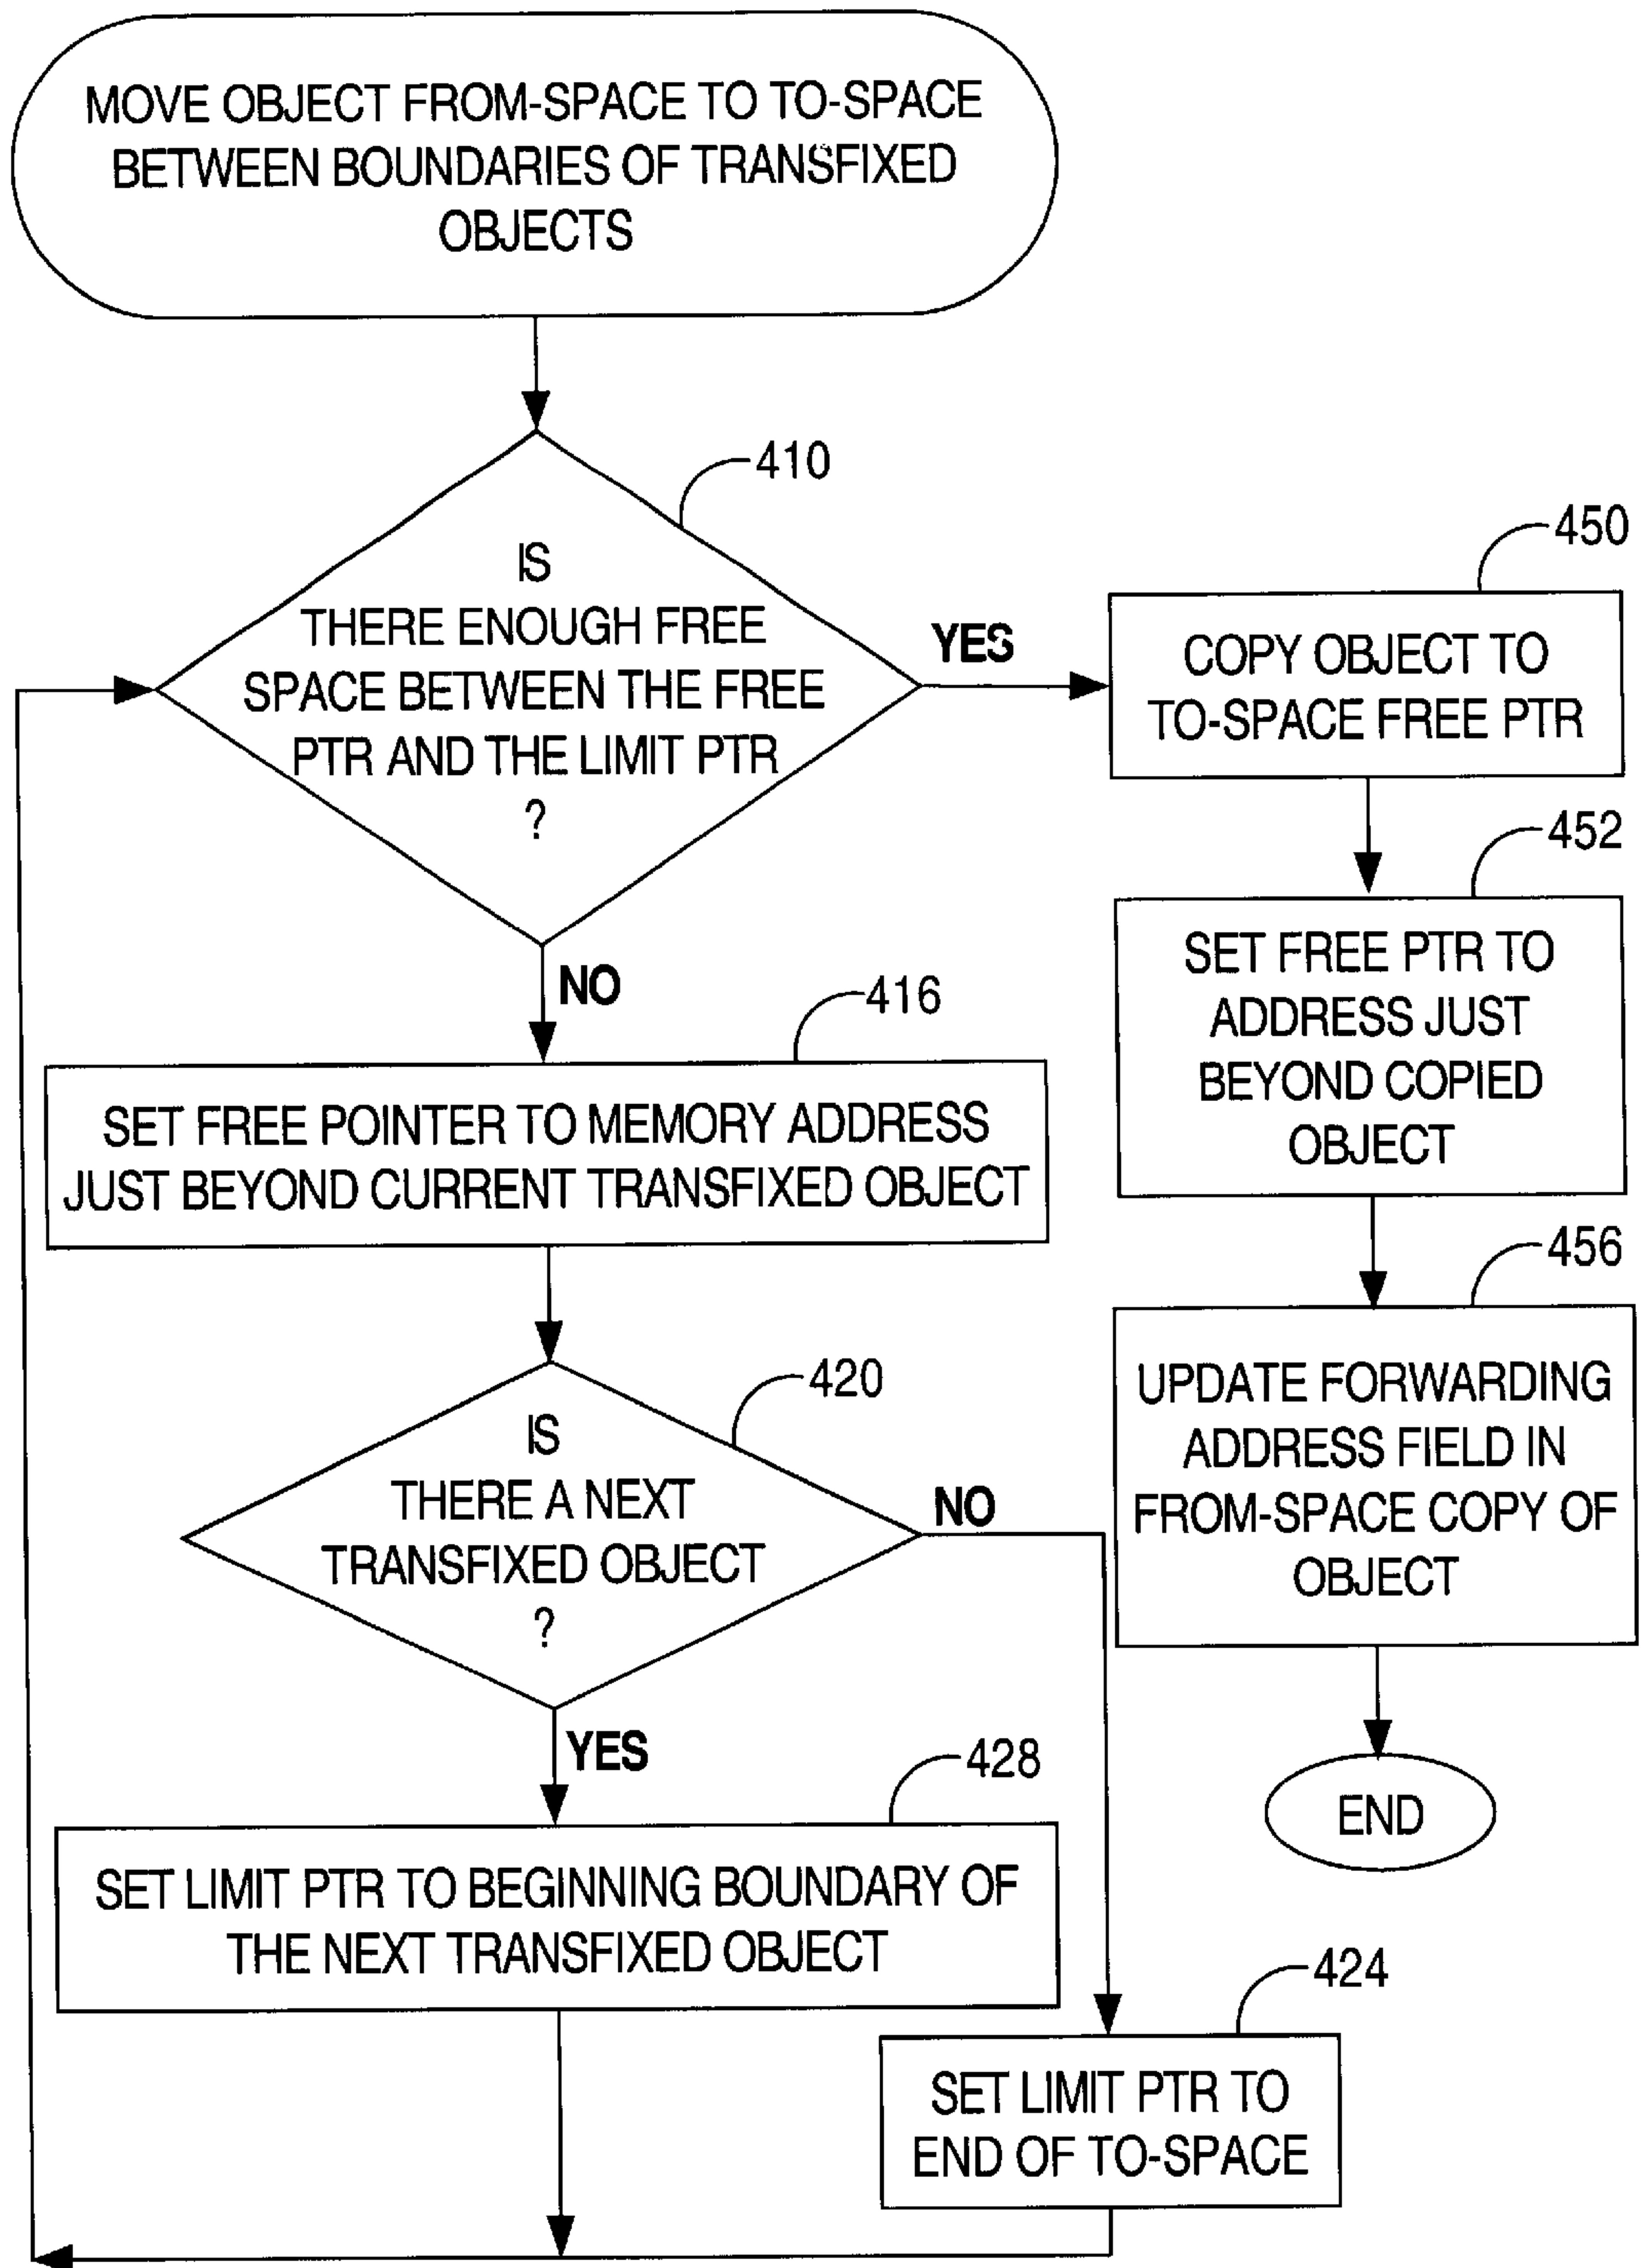 MOVE OBJECT FROM-SPACE TO TO-SPACE
BETWEEN BOUNDARIES OF TRANSFIXED
OBJECTS
410
IS
THERE ENOUGH FREE
SPACE BETWEEN THE FREE
PTR AND THE LIMIT PTR
?
YES
450
COPY OBJECT TO
TO-SPACE FREE PTR
452
SET FREE PTR TO
ADDRESS JUST
BEYOND COPIED
OBJECT
456
UPDATE FORWARDING
ADDRESS FIELD IN
FROM-SPACE COPY OF
OBJECT
END
NO
416
SET FREE POINTER TO MEMORY ADDRESS
JUST BEYOND CURRENT TRANSFIXED OBJECT
420
IS
THERE A NEXT
TRANSFIXED OBJECT
?
NO
YES
428
SET LIMIT PTR TO BEGINNING BOUNDARY OF
THE NEXT TRANSFIXED OBJECT
424
SET LIMIT PTR TO
END OF TO-SPACE